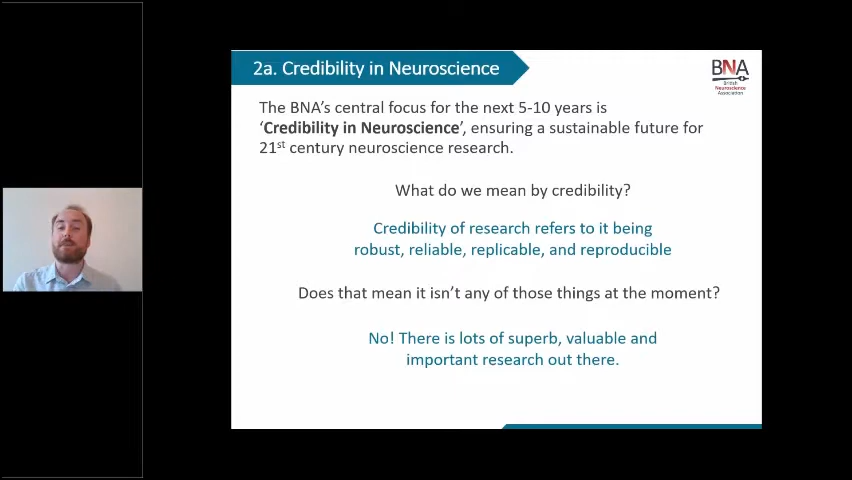 2a. Credibility in Neuroscience
BNA
British
Neuroscience
Association
The BNA's central focus for the next 5-10 years is
'Credibility in Neuroscience', ensuring a sustainable future for
21st century neuroscience research.
What do we mean by credibility?
Credibility of research refers to it being
robust, reliable, replicable, and reproducible
Does that mean it isn't any of those things at the moment?
No! There is lots of superb, valuable and
important research out there.